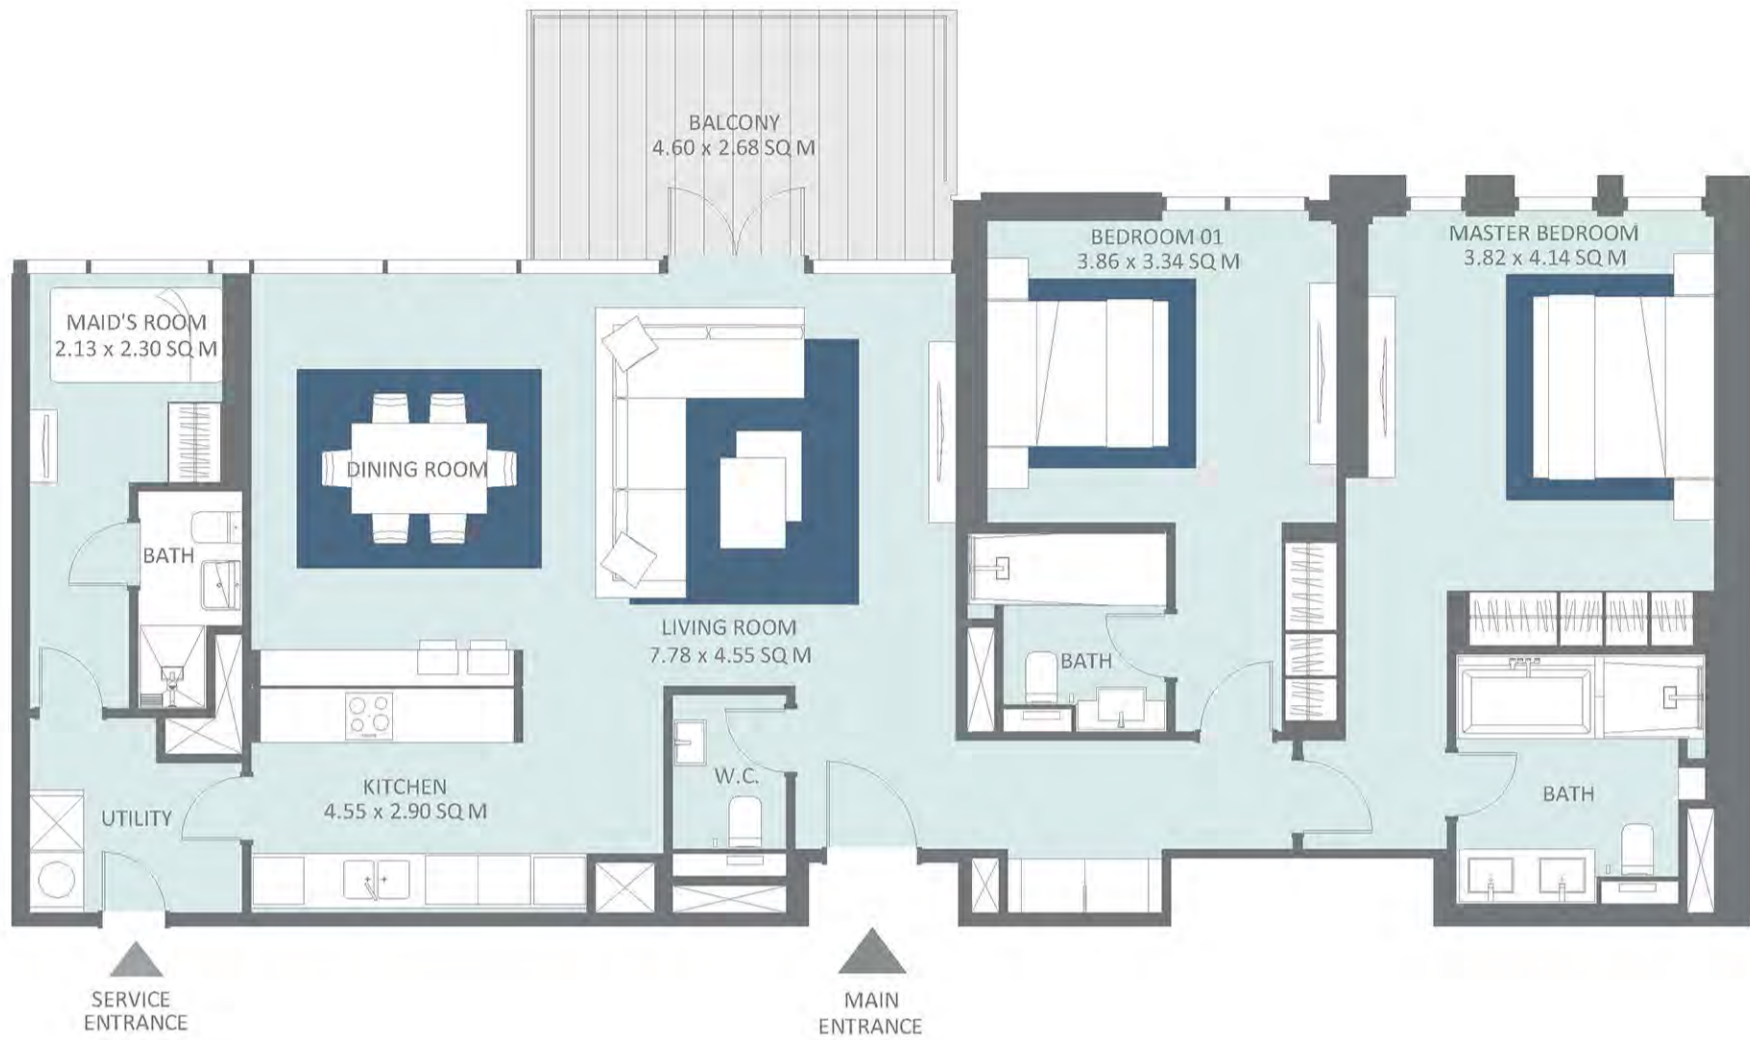 BALCONY
4.60 x 2.68 SQ M
BEDROOM 01
3.86 x 3.34 SQ M
MASTER BEDROOM
3.82 x 4.14 SQ M
MAID'S ROOM
2.13 x 2.30 SQ M
DINING ROOM
BATH
LIVING ROOM
7.78 x 4.55 SQ M
BATH
W.C.
KITCHEN
4.55 x 2.90 SQ M
UTILITY
BATH
SERVICE
ENTRANCE
MAIN
ENTRANCE